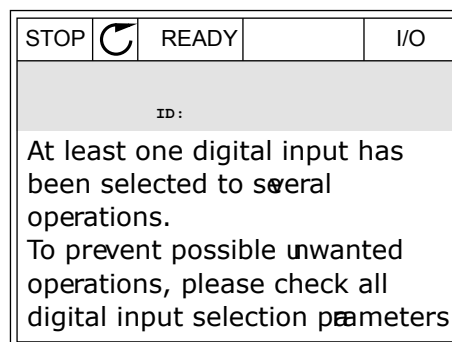 STOP READY I/O
ID:
At least one digital input has
been selected to several
operations.
To prevent possible unwanted
operations, please check all
digital input selection parameters